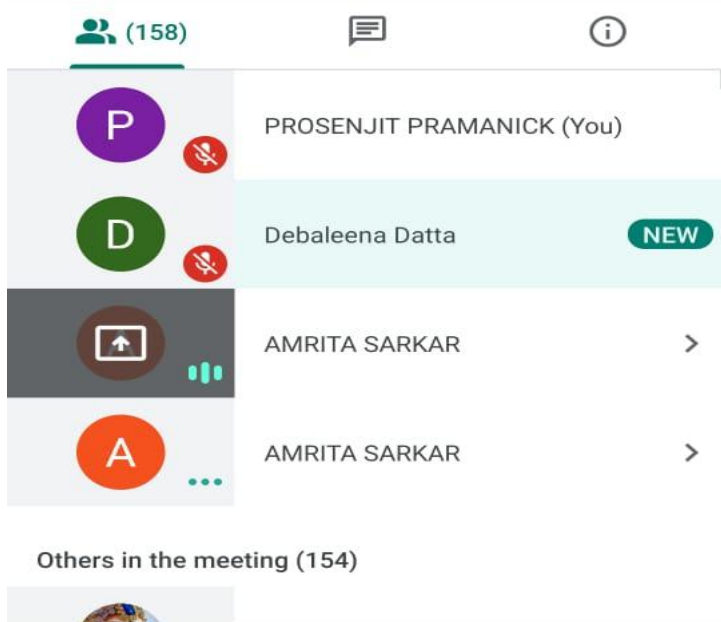 (158)
P
PROSENJIT PRAMANICK (You)
D
Debaleena Datta
NEW
AMRITA SARKAR
A
AMRITA SARKAR
Others in the meeting (154)